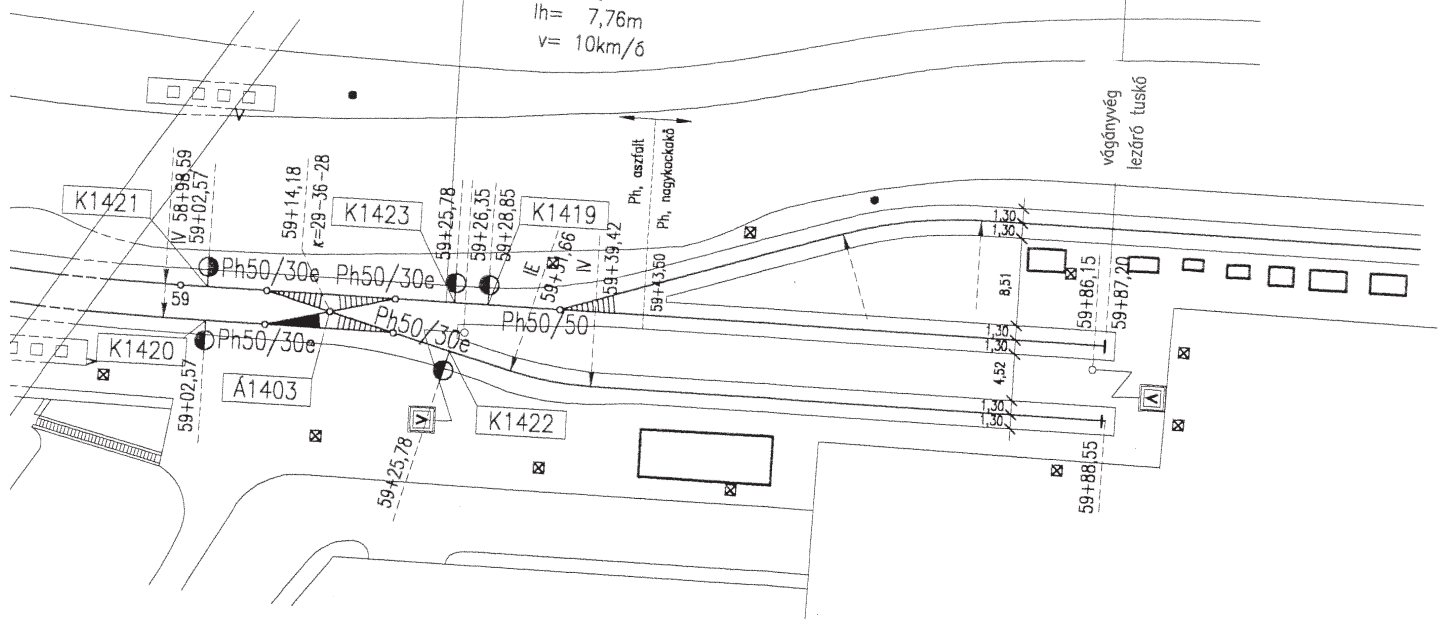 lh= 7,76m
v= 10km/ó
vágányvég
lezáró tuskó
Ph, aszfalt
Ph, nagykockakő
K1421
IV 58+98,59
59+02,57
59+14,18
κ=29-36-28
K1423
59+25,78
59+26,35
59+28,85
K1419
IE
IV
59+39,42
59+43,50
59
Ph50/30e
Ph50/30e
Ph50/30e
Ph50/30e
Ph50/50
K1420
59+02,57
Á1403
K1422
59+25,78
V
V
V
1,30
1,30
8,51
1,30
1,30
4,52
1,30
1,30
59+86,15
59+87,20
59+88,55